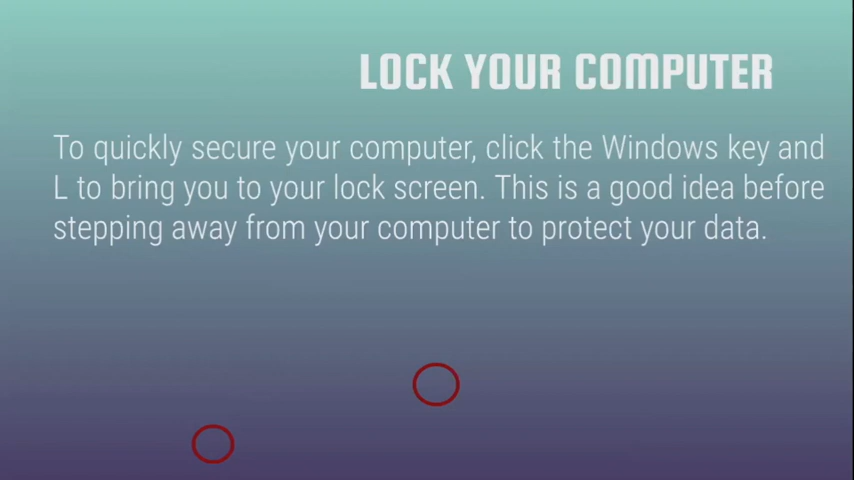 LOCK YOUR COMPUTER
To quickly secure your computer, click the Windows key and
L to bring you to your lock screen. This is a good idea before
stepping away from your computer to protect your data.